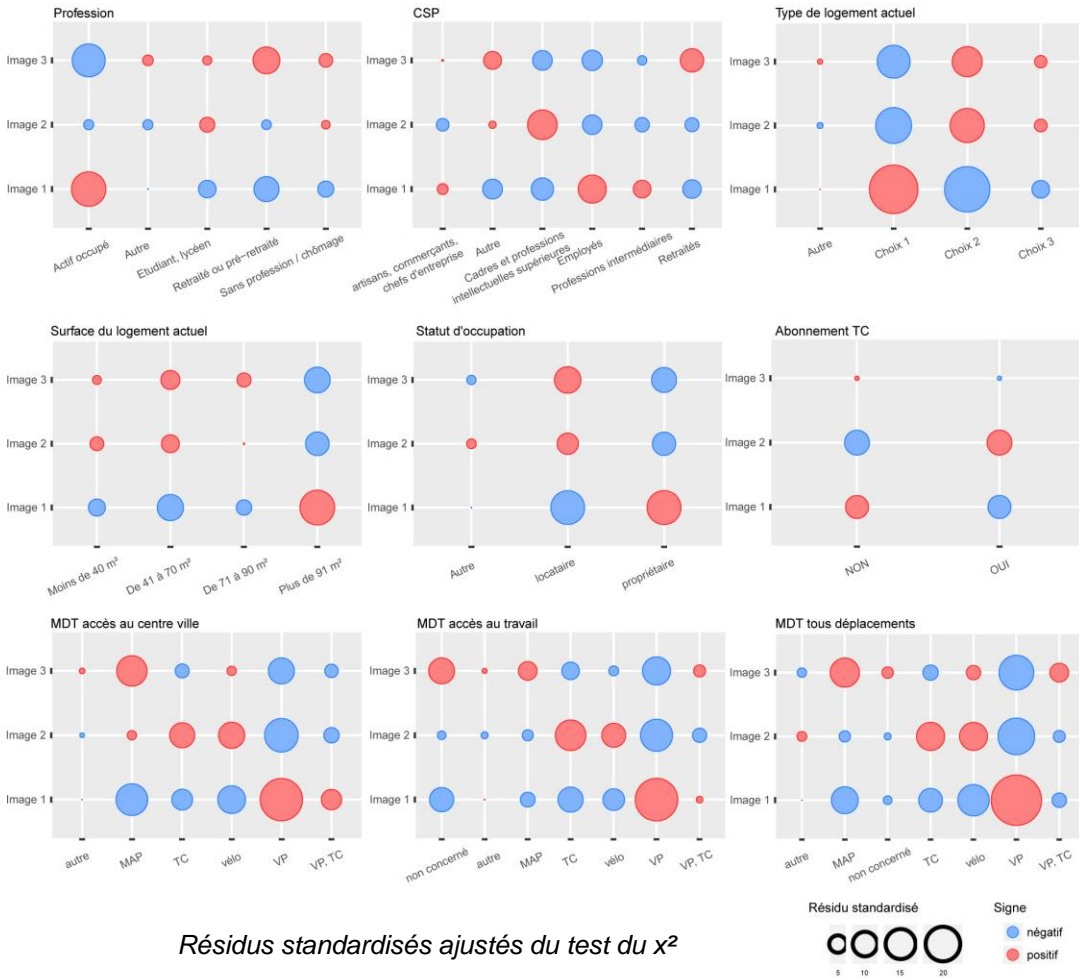 Profession
Image 3
Image 2
Image 1
Actif occupé
Autre
Etudiant, lycéen
Retraité ou pré−retraité
Sans profession / chômage
CSP
Image 3
Image 2
Image 1
artisans, commerçants,
chefs d'entreprise
Autre
Cadres et professions
intellectuelles supérieures
Employés
Professions intermédiaires
Retraités
Type de logement actuel
Image 3
Image 2
Image 1
Autre
Choix 1
Choix 2
Choix 3
Surface du logement actuel
Image 3
Image 2
Image 1
Moins de 40 m²
De 41 à 70 m²
De 71 à 90 m²
Plus de 91 m²
Statut d'occupation
Image 3
Image 2
Image 1
Autre
locataire
propriétaire
Abonnement TC
Image 3
Image 2
Image 1
NON
OUI
MDT accès au centre ville
Image 3
Image 2
Image 1
autre
MAP
TC
vélo
VP
VP, TC
MDT accès au travail
Image 3
Image 2
Image 1
non concerné
autre
MAP
TC
vélo
VP
VP, TC
MDT tous déplacements
Image 3
Image 2
Image 1
autre
MAP
non concerné
TC
vélo
VP
VP, TC
Résidus standardisés ajustés du test du x²
Résidu standardisé
5 10 15 20
Signe
négatif
positif